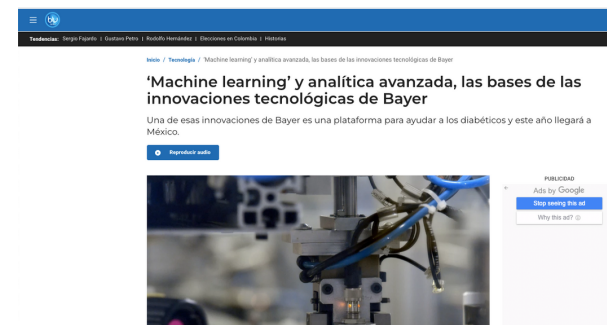 blu
Tendencias: Sergio Fajardo | Gustavo Petro | Rodolfo Hernández | Elecciones en Colombia | Historias
Inicio / Tecnología / 'Machine learning' y analítica avanzada, las bases de las innovaciones tecnológicas de Bayer
‘Machine learning’ y analítica avanzada, las bases de las
innovaciones tecnológicas de Bayer
Una de esas innovaciones de Bayer es una plataforma para ayudar a los diabéticos y este año llegará a
México.
Reproducir audio
PUBLICIDAD
Ads by Google
Stop seeing this ad
Why this ad?